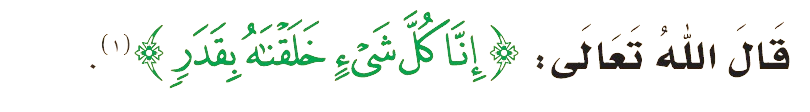 قَالَ اللهُ تَعَالَى: ﴿إِنَّا كُلَّ شَىْءٍ خَلَقْنَٰهُ بِقَدَرٍ﴾(١).